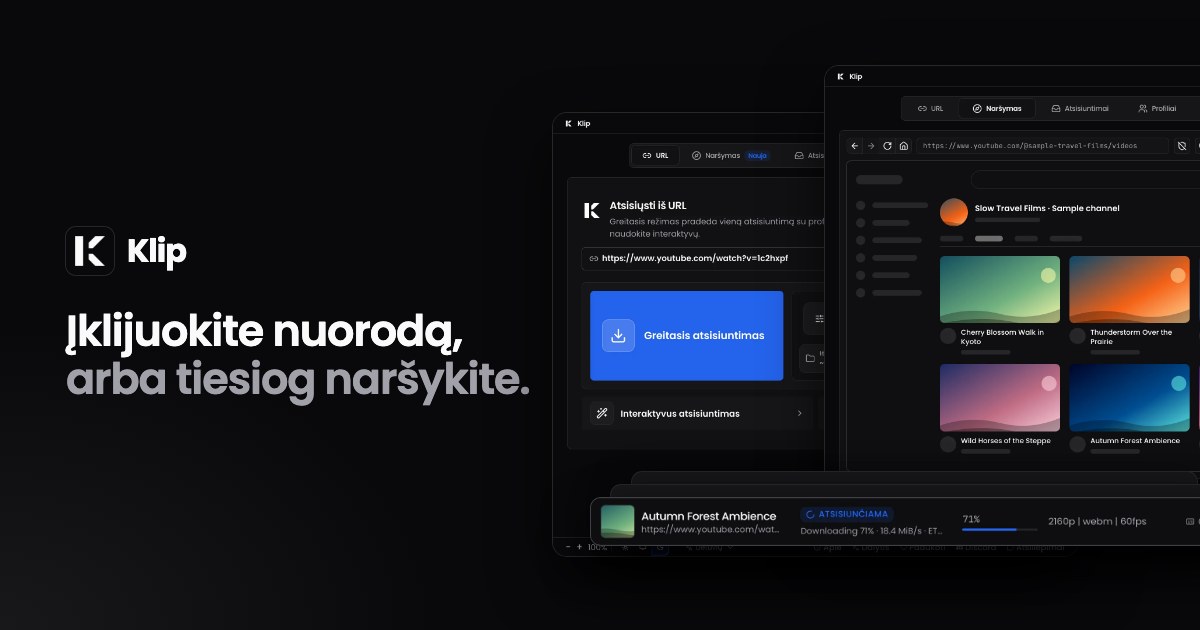 Klip
Įklijuokite nuorodą,
arba tiesiog naršykite.
Klip
URL
Naršymas Nauja
Atsisiųsti iš URL
Greitasis režimas pradeda vieną atsisiuntimą su
naudokite interaktyvų.
https://www.youtube.com/watch?v=1c2hxpf
Greitasis atsisiuntimas
Interaktyvus atsisiuntimas
100%
Klip
URL
Naršymas
Atsisiuntimai
Profiliai
https://www.youtube.com/@sample-travel-films/videos
Slow Travel Films · Sample channel
Cherry Blossom Walk in
Kyoto
Thunderstorm Over the
Prairie
Wild Horses of the Steppe
Autumn Forest Ambience
Autumn Forest Ambience
https://www.youtube.com/wat...
ATSISIUNČIAMA
Downloading 71% · 18.4 MiB/s · ET...
71%
2160p | webm | 60fps